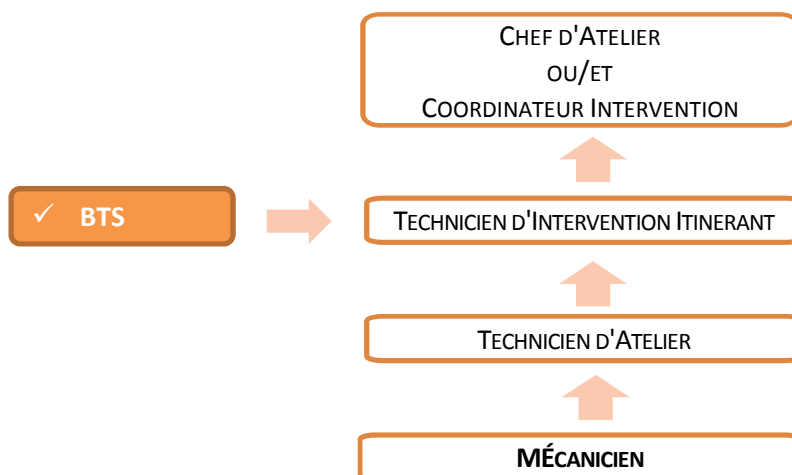 CHEF D'ATELIER
OU/ET
COORDINATEUR INTERVENTION
✓ BTS
TECHNICIEN D'INTERVENTION ITINERANT
TECHNICIEN D'ATELIER
MÉCANICIEN